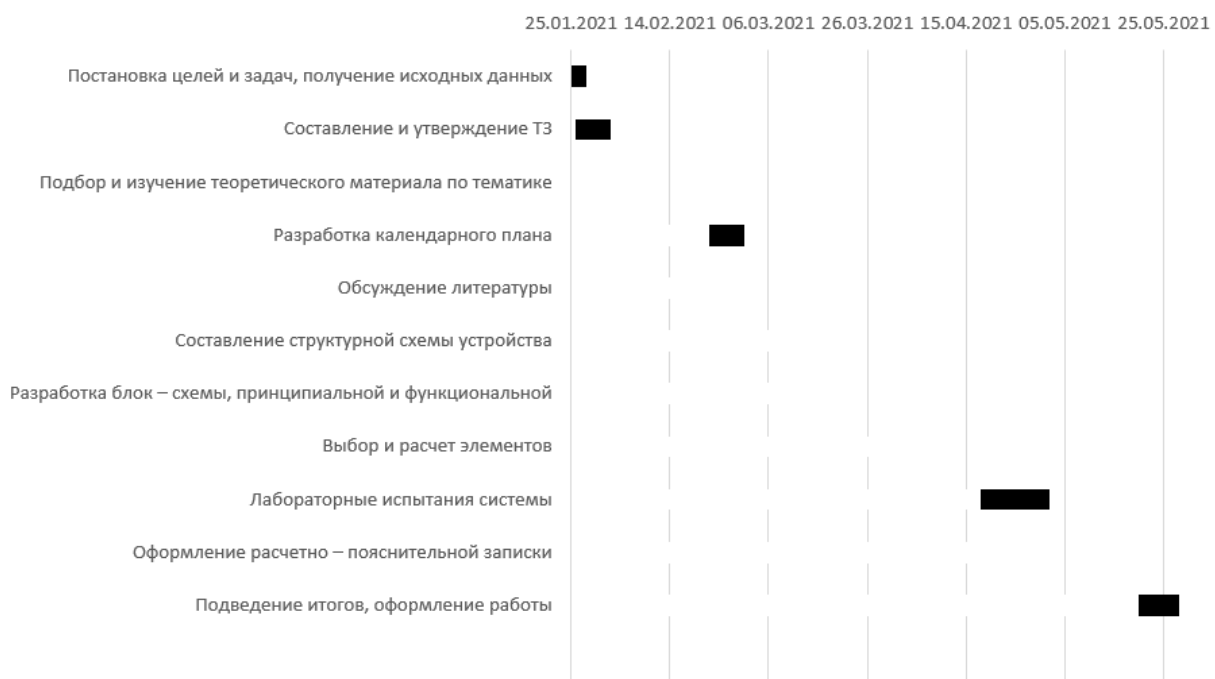 25.01.2021 14.02.2021 06.03.2021 26.03.2021 15.04.2021 05.05.2021 25.05.2021
Постановка целей и задач, получение исходных данных
Составление и утверждение ТЗ
Подбор и изучение теоретического материала по тематике
Разработка календарного плана
Обсуждение литературы
Составление структурной схемы устройства
Разработка блок – схемы, принципиальной и функциональной
Выбор и расчет элементов
Лабораторные испытания системы
Оформление расчетно – пояснительной записки
Подведение итогов, оформление работы